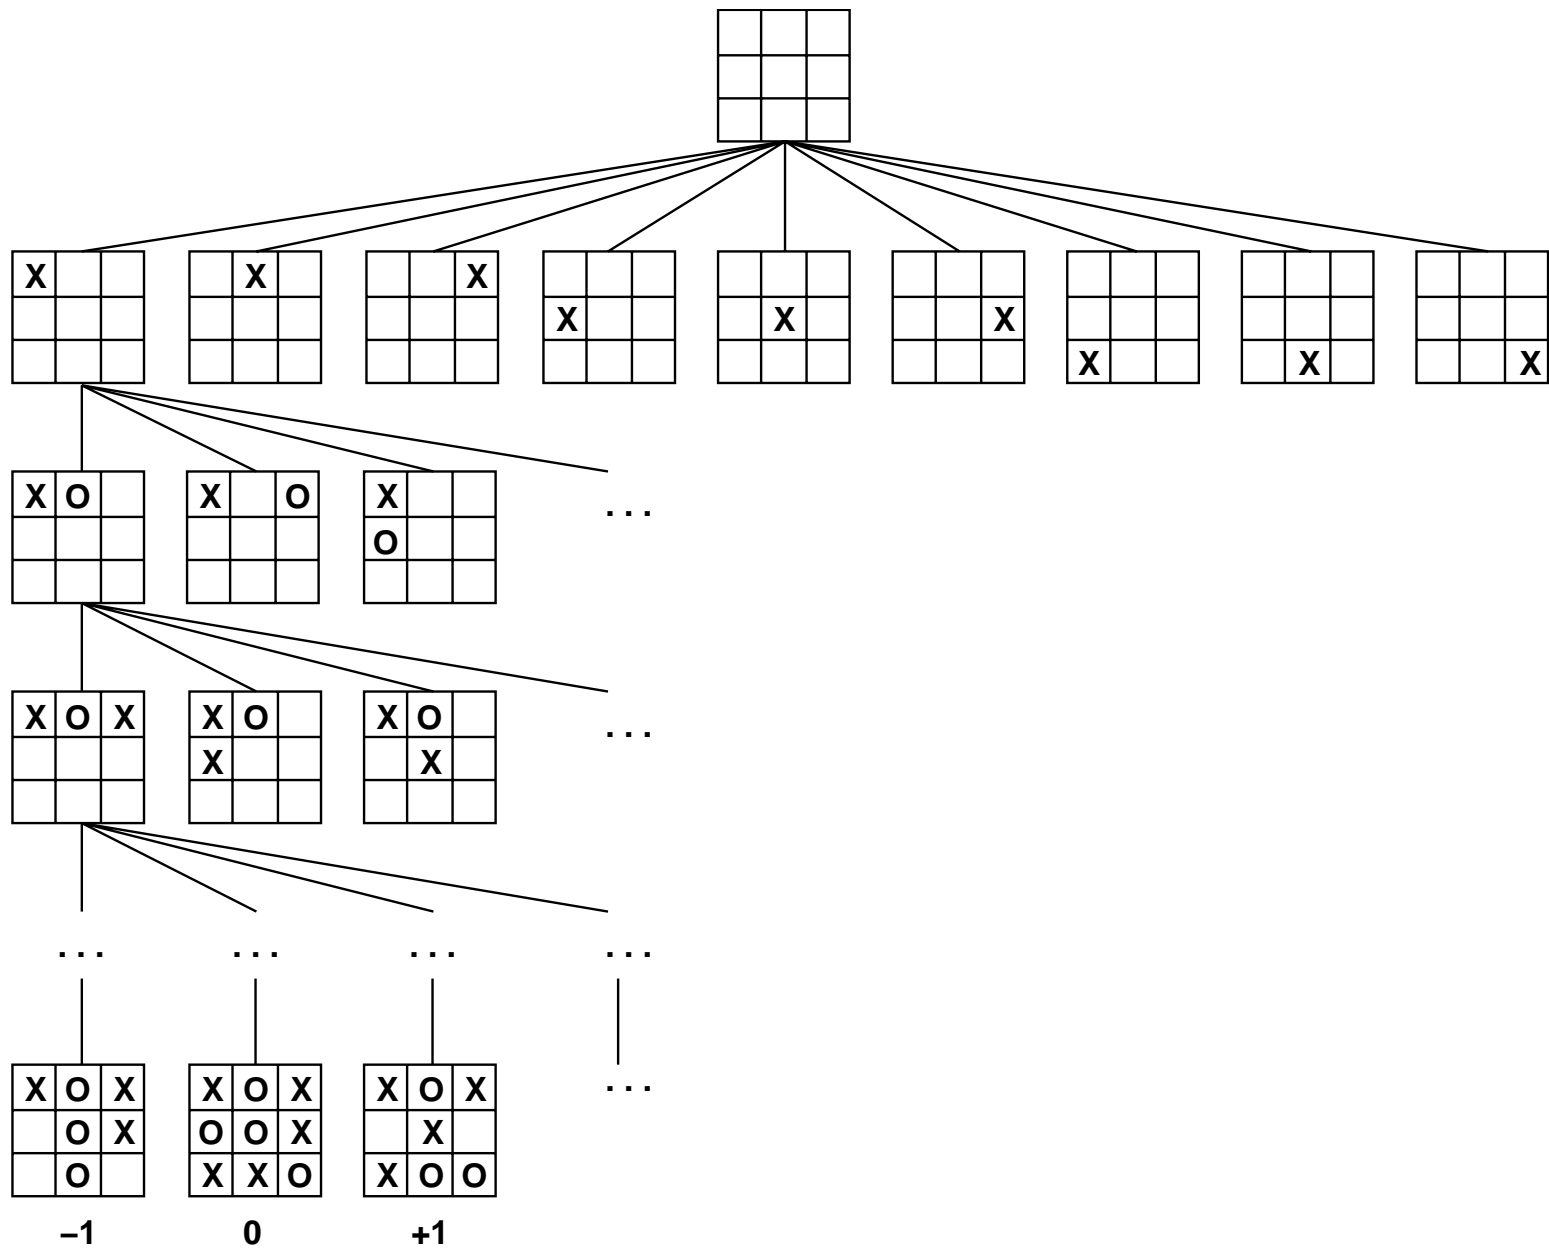 X X X
X X X
X X X
X O X O X
. . .
O
X O X X O X O
. . .
X X
. . . . . . . . . . . .
X O X X O X X O X
. . .
O X O O X X
O X X O X O O
–1 0 +1